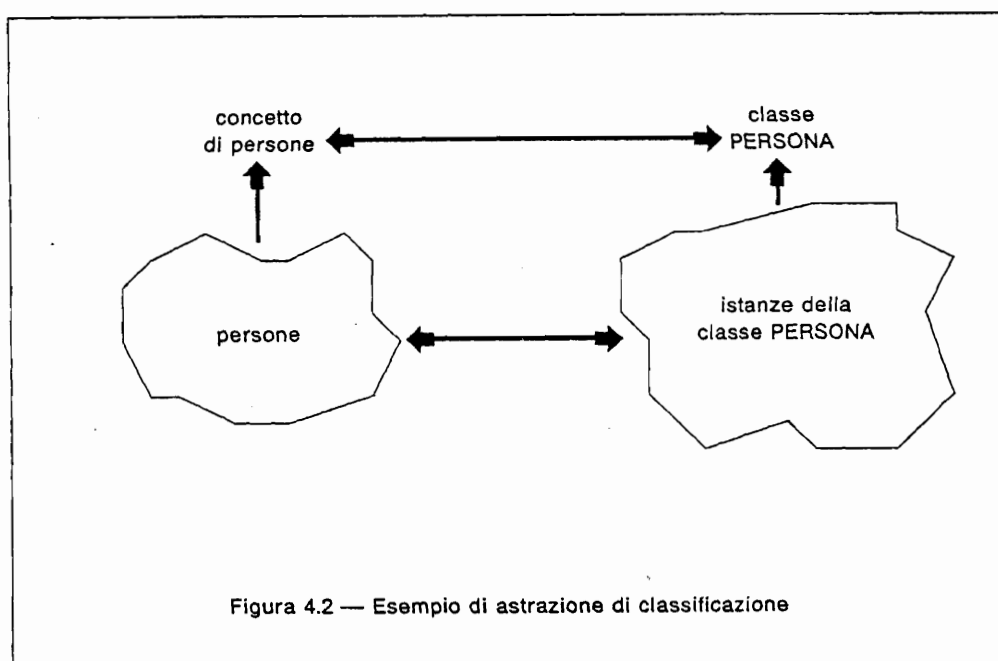 concetto
di persone
classe
PERSONA
persone
istanze della
classe PERSONA
Figura 4.2 — Esempio di astrazione di classificazione